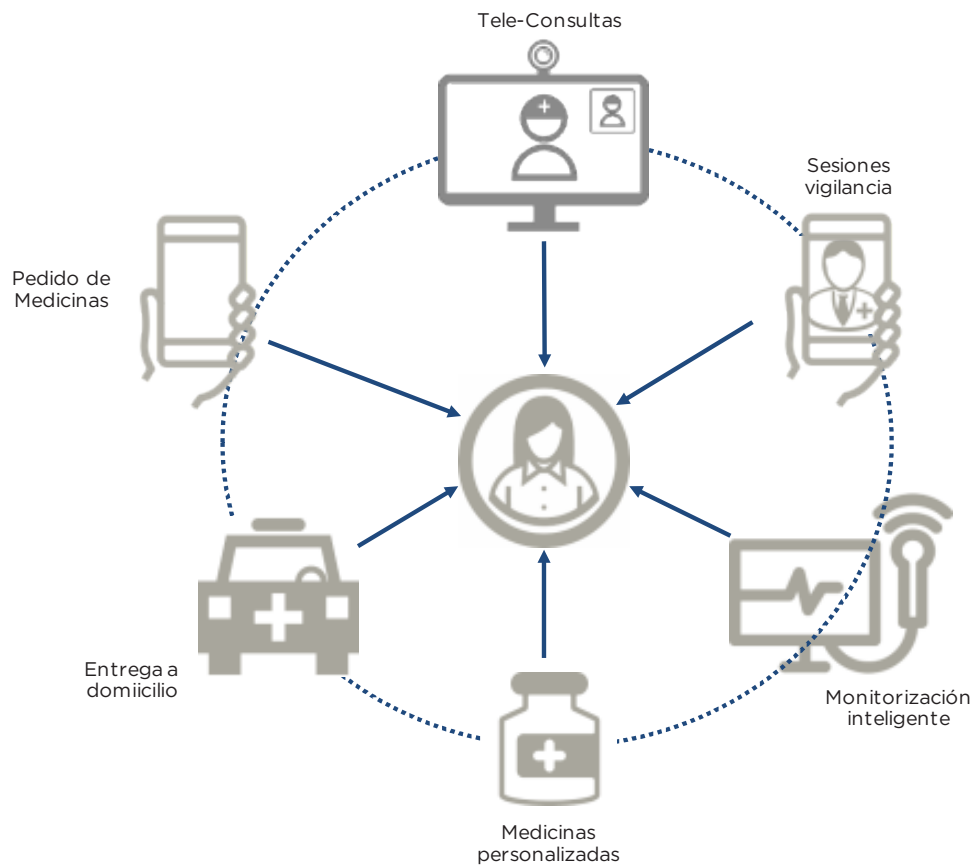 Tele-Consultas
Sesiones
vigilancia
Pedido de
Medicinas
Entrega a
domiicilio
Monitorización
inteligente
Medicinas
personalizadas